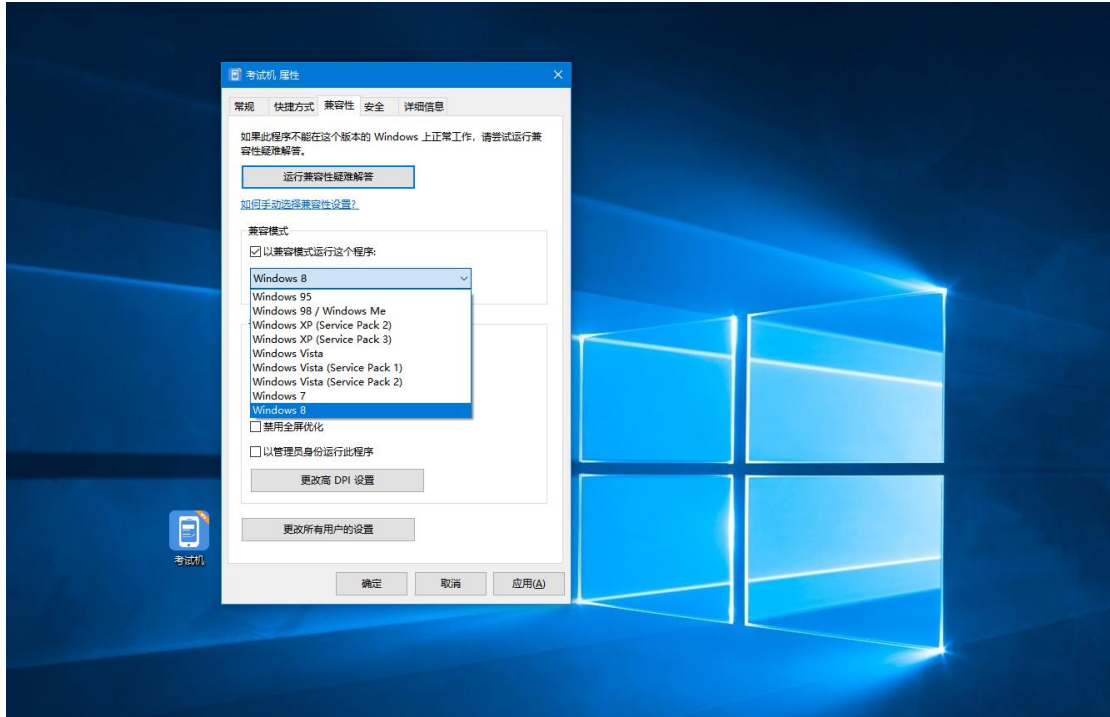 考试机 属性
常规 快捷方式 兼容性 安全 详细信息
如果此程序不能在这个版本的 Windows 上正常工作，请尝试运行兼
容性疑难解答。
运行兼容性疑难解答
如何手动选择兼容性设置?
兼容模式
以兼容模式运行这个程序:
Windows 8
Windows 95
Windows 98 / Windows Me
Windows XP (Service Pack 2)
Windows XP (Service Pack 3)
Windows Vista
Windows Vista (Service Pack 1)
Windows Vista (Service Pack 2)
Windows 7
Windows 8
禁用全屏优化
以管理员身份运行此程序
更改高 DPI 设置
更改所有用户的设置
确定 取消 应用(A)
考试机